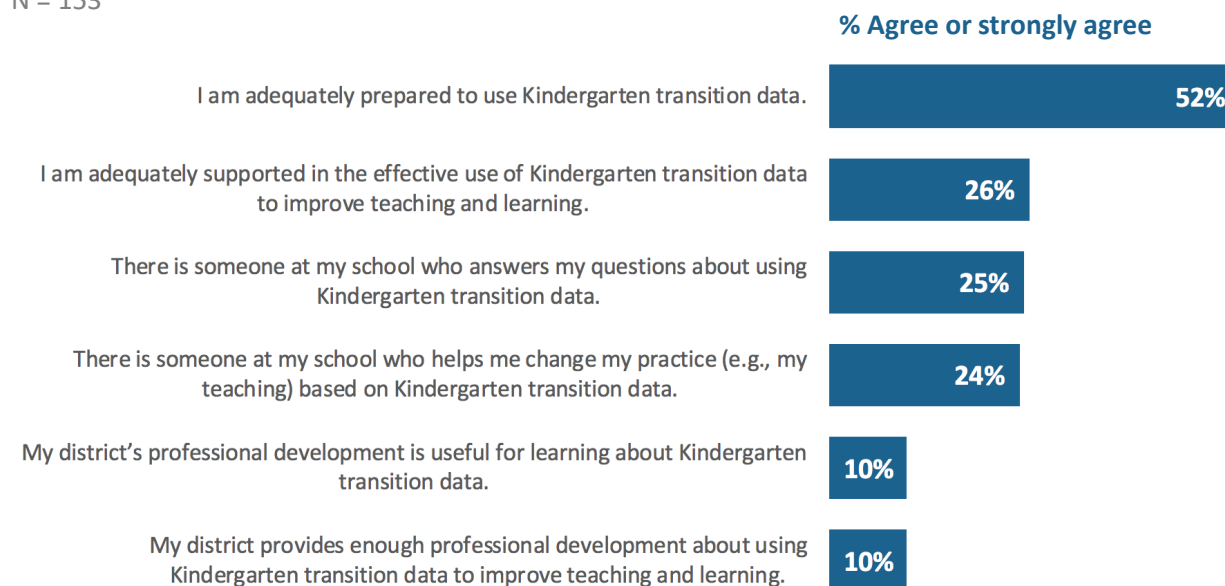 N = 153
% Agree or strongly agree
I am adequately prepared to use Kindergarten transition data.
52%
I am adequately supported in the effective use of Kindergarten transition data
to improve teaching and learning.
26%
There is someone at my school who answers my questions about using
Kindergarten transition data.
25%
There is someone at my school who helps me change my practice (e.g., my
teaching) based on Kindergarten transition data.
24%
My district’s professional development is useful for learning about Kindergarten
transition data.
10%
My district provides enough professional development about using
Kindergarten transition data to improve teaching and learning.
10%